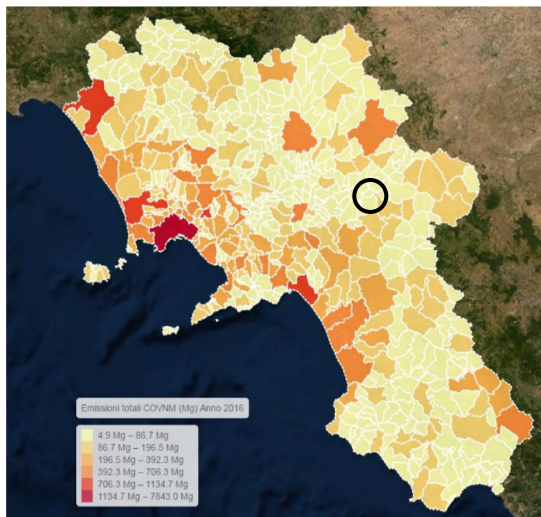 Emissioni totali COVNM (Mg) Anno 2016
4.9 Mg – 86.7 Mg
86.7 Mg – 196.5 Mg
196.5 Mg – 392.3 Mg
392.3 Mg – 706.3 Mg
706.3 Mg – 1134.7 Mg
1134.7 Mg – 7843.0 Mg